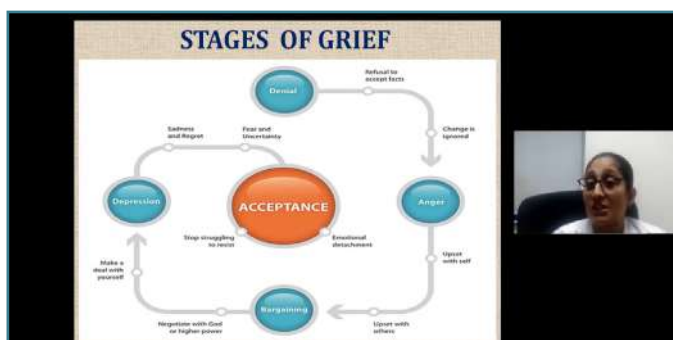 STAGES OF GRIEF
Denial
Refusal to
accept facts
Change is
ignored
Anger
Upset
with self
Upset with
others
Bargaining
Negotiate with God
or higher power
Make a
deal with
yourself
Depression
Sadness
and Regret
Fear and
Uncertainty
ACCEPTANCE
Stop struggling
to resist
Emotional
detachment